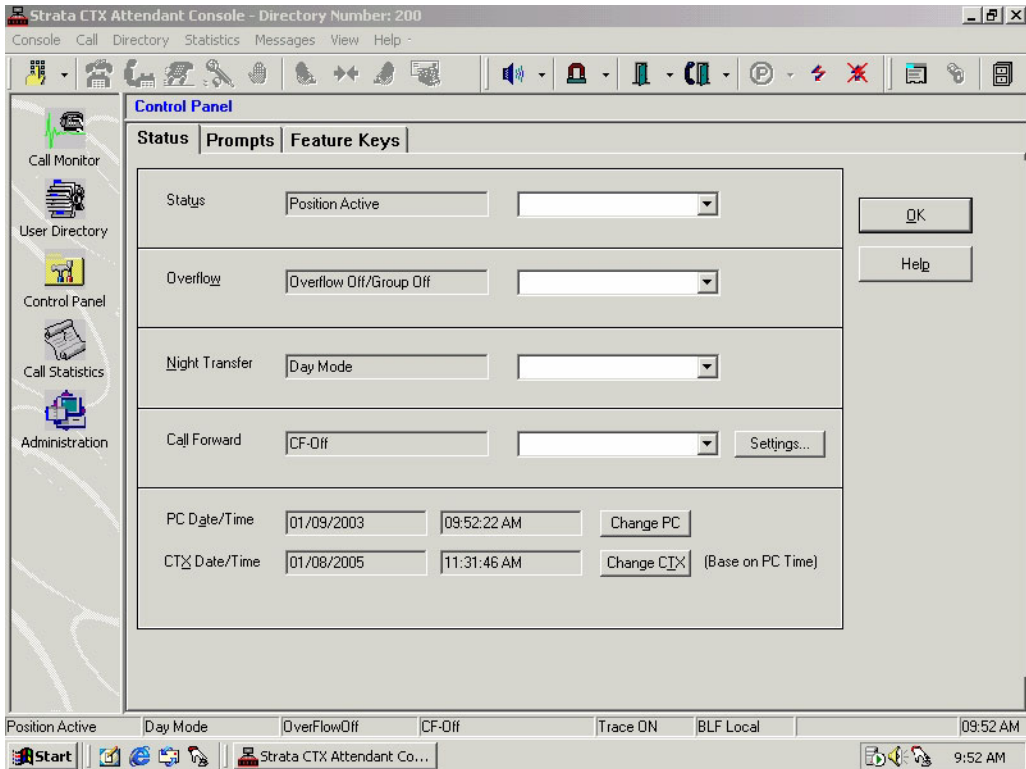 Strata CTX Attendant Console - Directory Number: 200
Console Call Directory Statistics Messages View Help -
P
Control Panel
Status Prompts Feature Keys
Call Monitor
User Directory
Control Panel
Call Statistics
Administration
Status Position Active
OK
Overflow Overflow Off/Group Off
Help
Night Transfer Day Mode
Call Forward CF-Off Settings...
PC Date/Time 01/09/2003 09:52:22 AM Change PC
CTX Date/Time 01/08/2005 11:31:46 AM Change CTX (Base on PC Time)
Position Active Day Mode OverFlowOff CF-Off Trace ON BLF Local 09:52 AM
Start Strata CTX Attendant Co... 9:52 AM